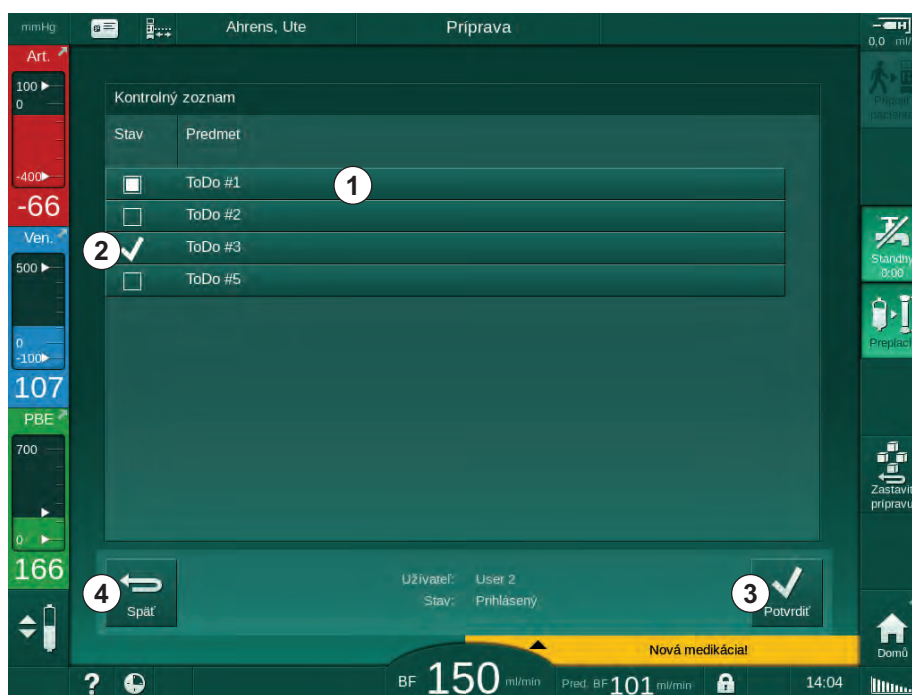 mmHg
Ahrens, Ute
Príprava
0,0 ml/
Art.
100
0
-400
-66
Ven.
500
0
-100
107
PBE
700
0
166
Kontrolný zoznam
Stav Predmet
ToDo #1
1
ToDo #2
2
ToDo #3
ToDo #5
4
Späť
Užívateľ: User 2
Stav: Prihlásený
3
Potvrdiť
Nová medikácia!
Standby
0:00
Preplach
Zastaviť
prípravu
Domů
?
BF 150 ml/min
Pred. BF 101 ml/min
14:04